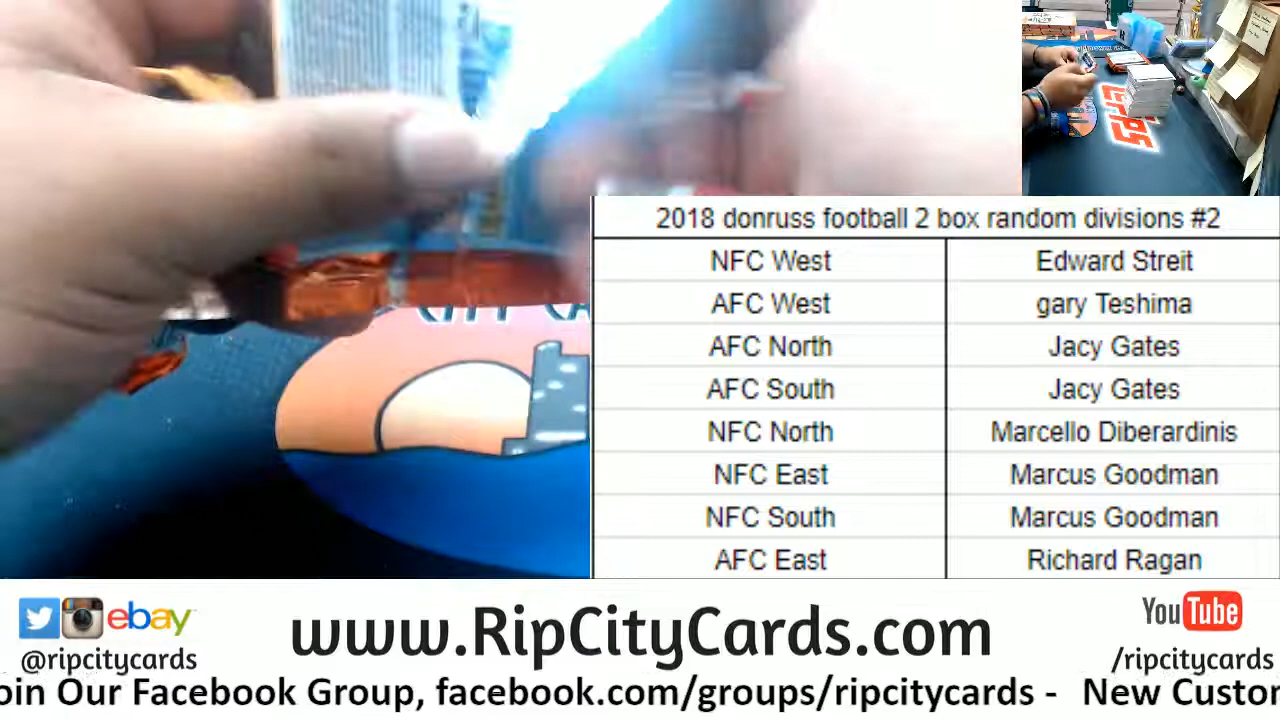 2018 donruss football 2 box random divisions #2
NFC West Edward Streit
AFC West gary Teshima
AFC North Jacy Gates
AFC South Jacy Gates
NFC North Marcello Diberardinis
NFC East Marcus Goodman
NFC South Marcus Goodman
AFC East Richard Ragan
CITY CA
ebay
@ripcitycards
www.RipCityCards.com
YouTube
/ripcitycards
oin Our Facebook Group, facebook.com/groups/ripcitycards - New Custor